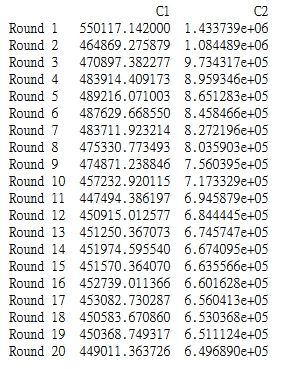 C1 C2
Round 1 550117.142000 1.433739e+06
Round 2 464869.275879 1.084489e+06
Round 3 470897.382277 9.734317e+05
Round 4 483914.409173 8.959346e+05
Round 5 489216.071003 8.651283e+05
Round 6 487629.668550 8.458466e+05
Round 7 483711.923214 8.272196e+05
Round 8 475330.773493 8.035903e+05
Round 9 474871.238846 7.560395e+05
Round 10 457232.920115 7.173329e+05
Round 11 447494.386197 6.945879e+05
Round 12 450915.012577 6.844445e+05
Round 13 451250.367073 6.745747e+05
Round 14 451974.595540 6.674095e+05
Round 15 451570.364070 6.635566e+05
Round 16 452739.011366 6.601628e+05
Round 17 453082.730287 6.560413e+05
Round 18 450583.670860 6.530368e+05
Round 19 450368.749317 6.511124e+05
Round 20 449011.363726 6.496890e+05